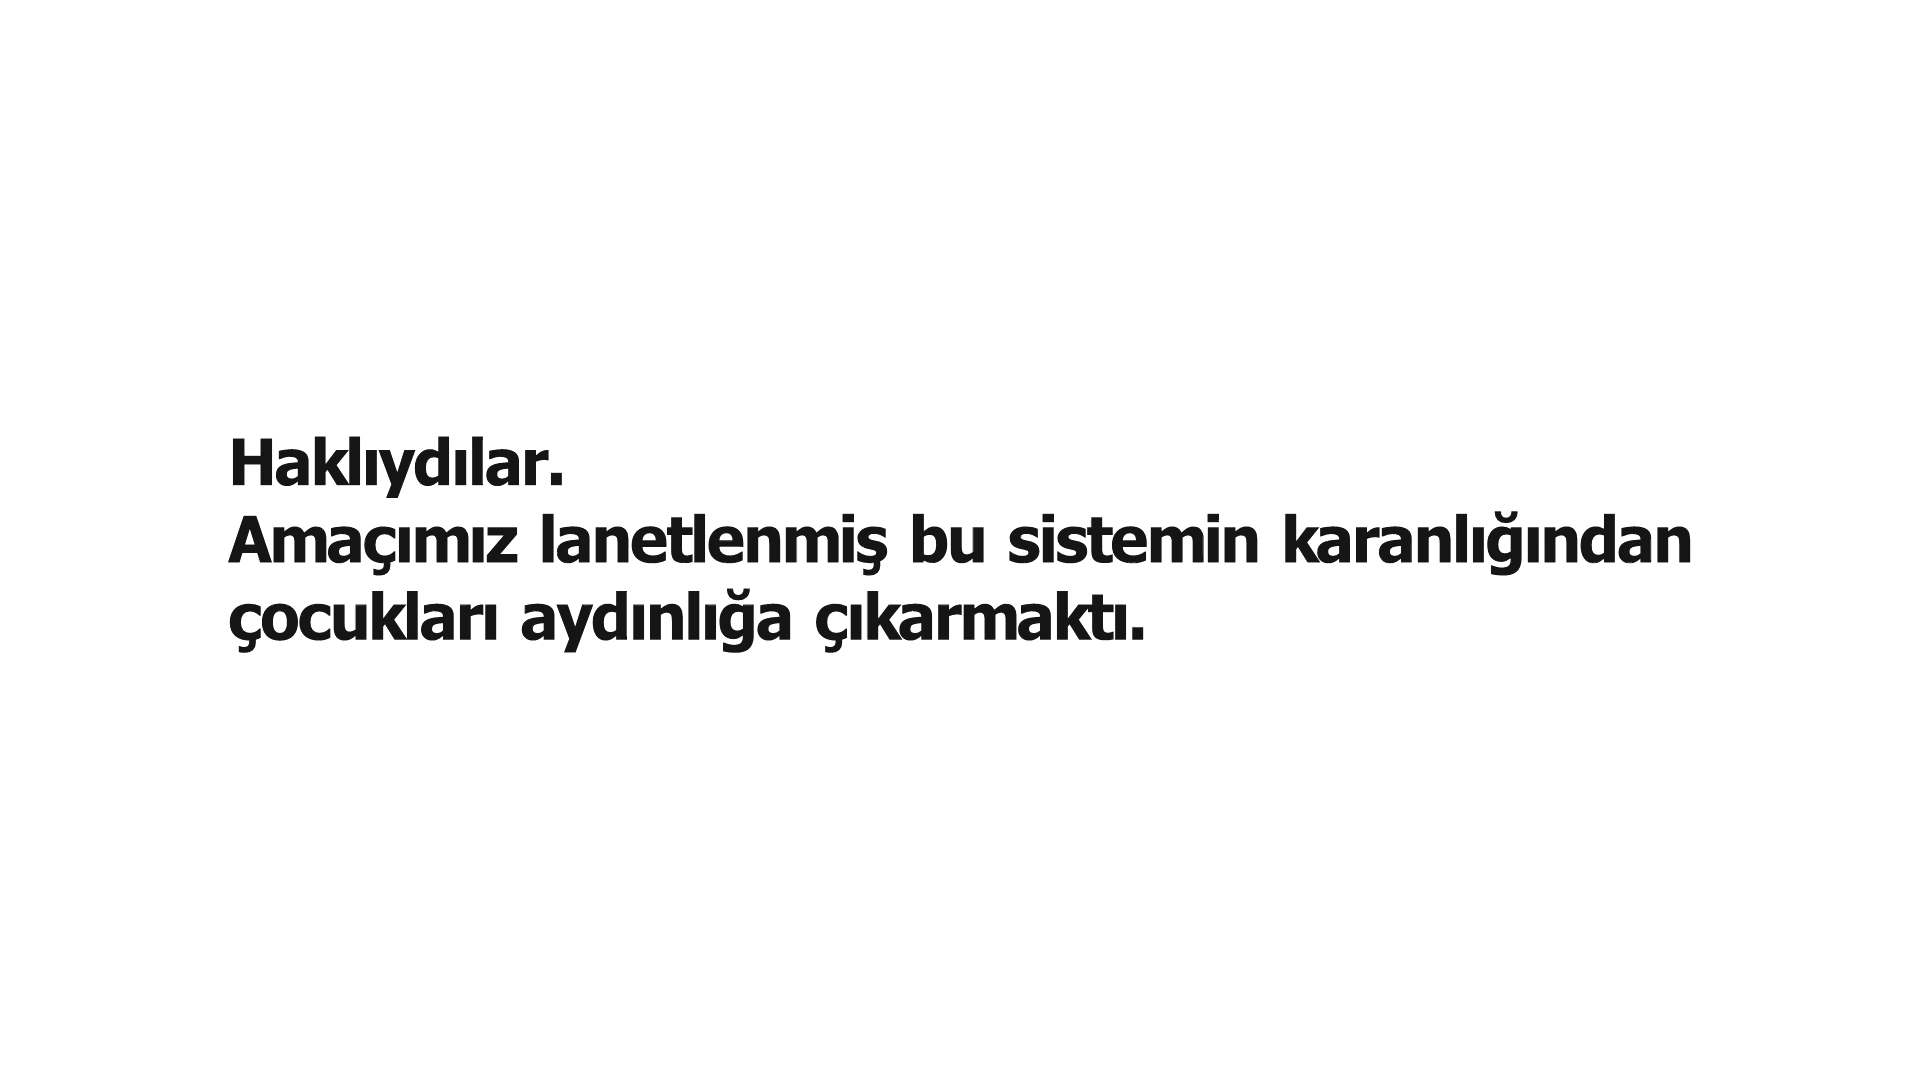 Haklıydılar.
Amaçımız lanetlenmiş bu sistemin karanlığından
çocukları aydınlığa çıkarmaktı.